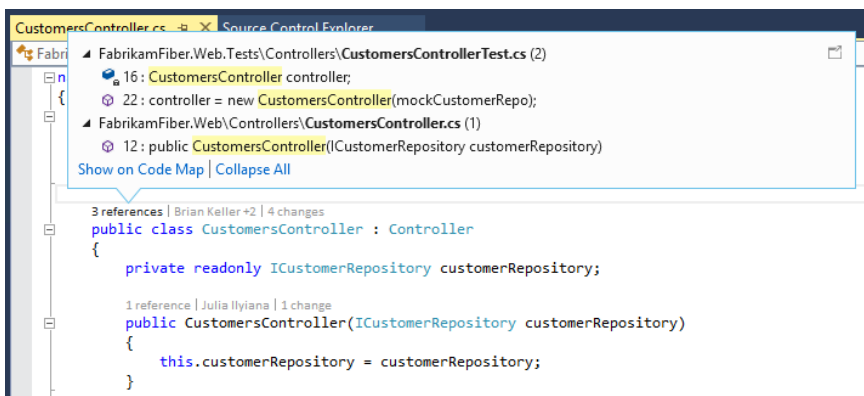 CustomersController.cs Source Control Explorer
Fabri
FabrikamFiber.Web.Tests\Controllers\CustomersControllerTest.cs (2)
16 : CustomersController controller;
22 : controller = new CustomersController(mockCustomerRepo);
FabrikamFiber.Web\Controllers\CustomersController.cs (1)
12 : public CustomersController(ICustomerRepository customerRepository)
Show on Code Map | Collapse All
n
{
3 references | Brian Keller +2 | 4 changes
public class CustomersController : Controller
{
private readonly ICustomerRepository customerRepository;
1 reference | Julia Ilyiana | 1 change
public CustomersController(ICustomerRepository customerRepository)
{
this.customerRepository = customerRepository;
}